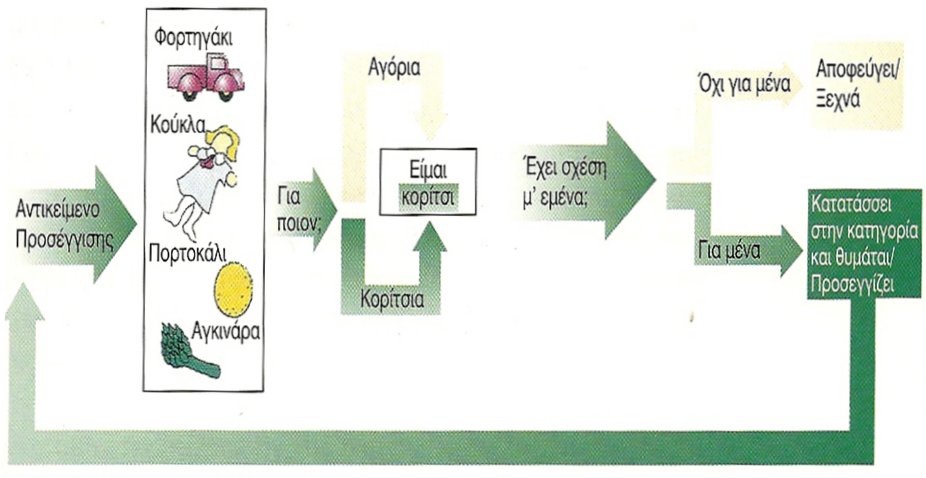 Αντικείμενο
Προσέγγισης
Φορτηγάκι
Κούκλα
Πορτοκάλι
Αγκινάρα
Για
ποιον;
Αγόρια
Είμαι
κορίτσι
Κορίτσια
Έχει σχέση
μ' εμένα;
Όχι για μένα
Αποφεύγει/
Ξεχνά
Για μένα
Κατατάσσει
στην κατηγορία
και θυμάται/
Προσεγγίζει